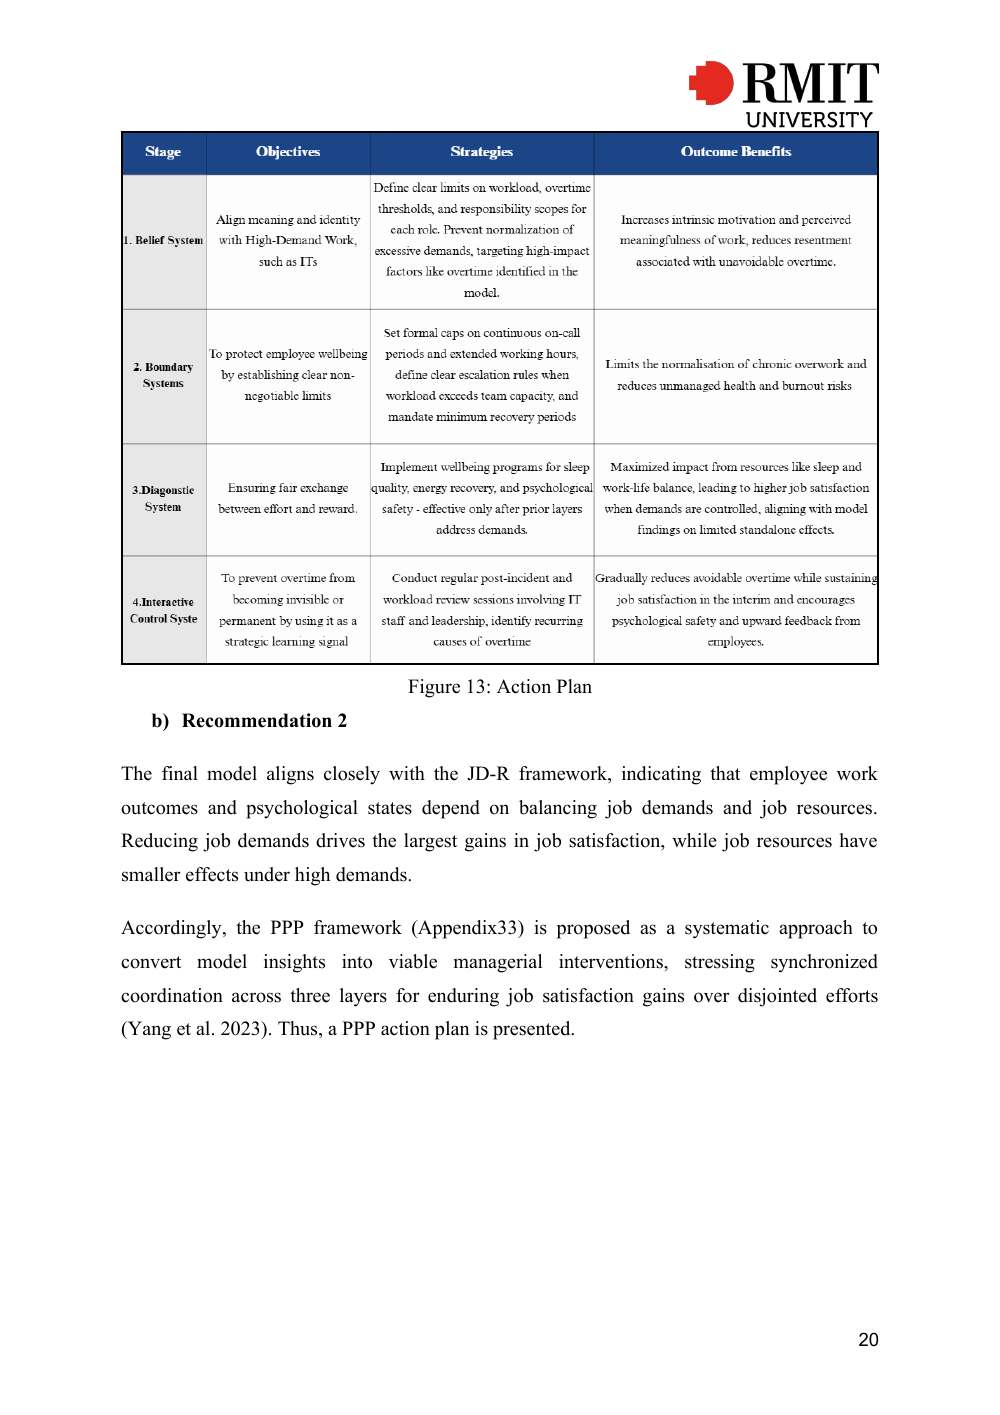 RMIT
UNIVERSITY
Stage Objectives Strategies Outcome Benefits
1. Belief System
Align meaning and identity
with High-Demand Work,
such as ITs
Define clear limits on workload, overtime
thresholds, and responsibility scopes for
each role. Prevent normalization of
excessive demands, targeting high-impact
factors like overtime identified in the
model.
Increases intrinsic motivation and perceived
meaningfulness of work, reduces resentment
associated with unavoidable overtime.
2. Boundary
Systems
To protect employee wellbeing
by establishing clear non-
negotiable limits
Set formal caps on continuous on-call
periods and extended working hours,
define clear escalation rules when
workload exceeds team capacity, and
mandate minimum recovery periods
Limits the normalisation of chronic overwork and
reduces unmanaged health and burnout risks
3.Diagonstic
System
Ensuring fair exchange
between effort and reward.
Implement wellbeing programs for sleep
quality, energy recovery, and psychological
safety - effective only after prior layers
address demands.
Maximized impact from resources like sleep and
work-life balance, leading to higher job satisfaction
when demands are controlled, aligning with model
findings on limited standalone effects.
4.Interactive
Control Syste
To prevent overtime from
becoming invisible or
permanent by using it as a
strategic learning signal
Conduct regular post-incident and
workload review sessions involving IT
staff and leadership, identify recurring
causes of overtime
Gradually reduces avoidable overtime while sustaining
job satisfaction in the interim and encourages
psychological safety and upward feedback from
employees.
Figure 13: Action Plan
b) Recommendation 2
The final model aligns closely with the JD-R framework, indicating that employee work
outcomes and psychological states depend on balancing job demands and job resources.
Reducing job demands drives the largest gains in job satisfaction, while job resources have
smaller effects under high demands.
Accordingly, the PPP framework (Appendix33) is proposed as a systematic approach to
convert model insights into viable managerial interventions, stressing synchronized
coordination across three layers for enduring job satisfaction gains over disjointed efforts
(Yang et al. 2023). Thus, a PPP action plan is presented.
20